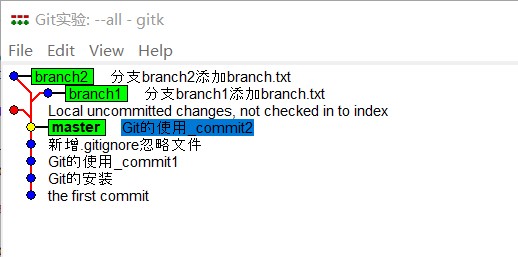 Git实验: --all - gitk
File Edit View Help
branch2 分支branch2添加branch.txt
branch1 分支branch1添加branch.txt
Local uncommitted changes, not checked in to index
master Git的使用_commit2
新增.gitignore忽略文件
Git的使用_commit1
Git的安装
the first commit